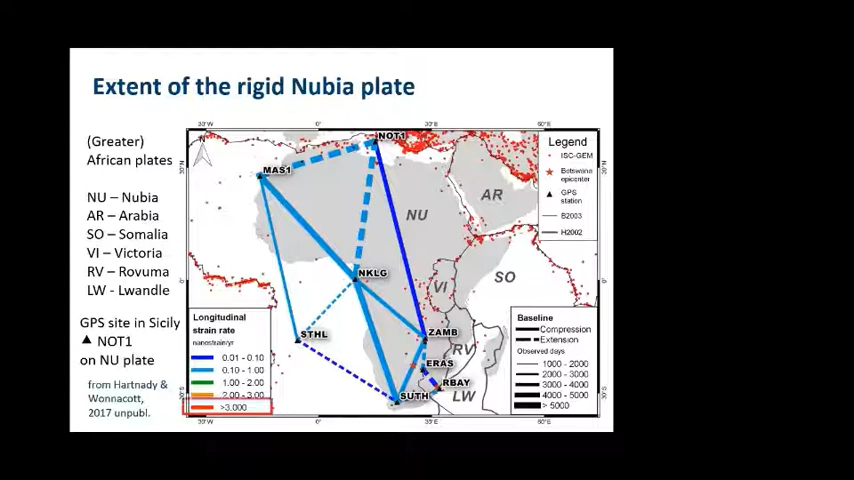 Extent of the rigid Nubia plate
(Greater)
African plates
NU – Nubia
AR – Arabia
SO – Somalia
VI – Victoria
RV – Rovuma
LW - Lwandle
GPS site in Sicily
▲ NOT1
on NU plate
from Hartnady &
Wonnacott,
2017 unpubl.
0°
30°E
NOT1
MAS1
NU
AR
SO
NKLG
VI
STHL
ZAMB
RV
ERAS
RBAY
SUTH
LW
Legend
ISC-GEM
Botswana
epicenter
GPS
station
B2003
H2002
Longitudinal
strain rate
nanostrain/yr
0.01 - 0.10
0.10 - 1.00
1.00 - 2.00
2.00 - 3.00
>3.000
Baseline
Compression
Extension
Observed days
1000 - 2000
2000 - 3000
3000 - 4000
4000 - 5000
> 5000
0°
30°E